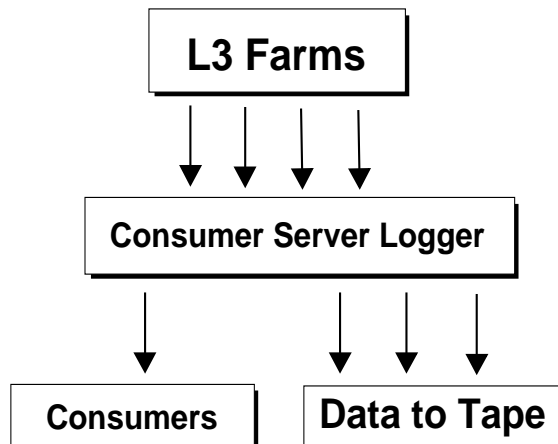 L3 Farms
Consumer Server Logger
Consumers
Data to Tape